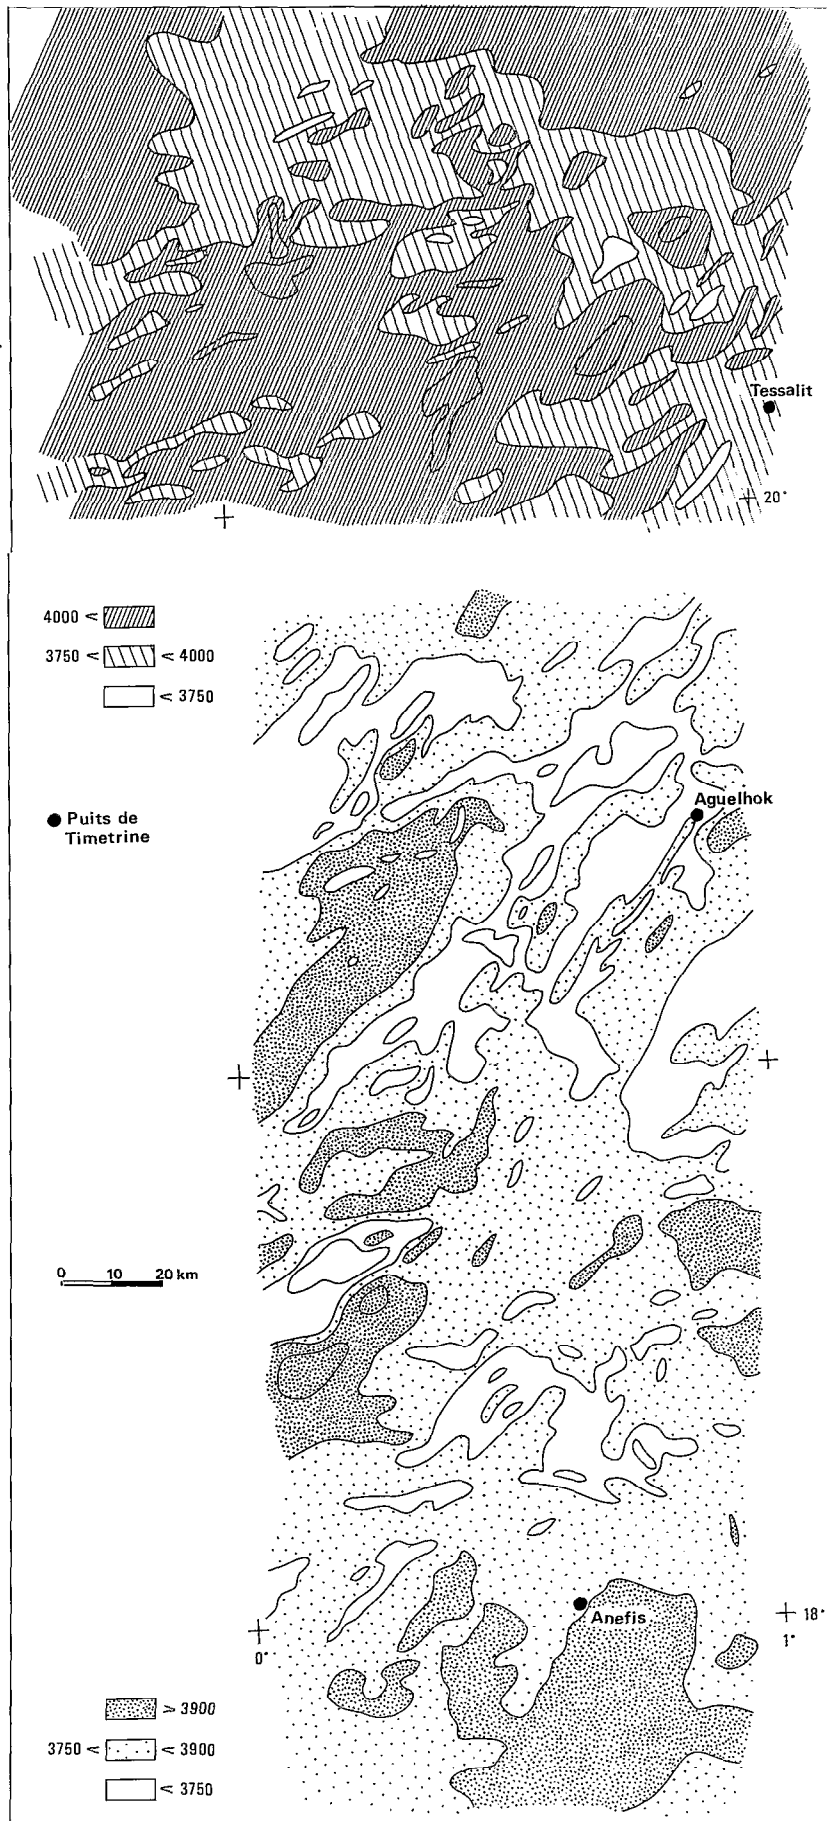 Tessalit
20°
4000 <
3750 < < 4000
< 3750
Puits de
Timetrine
Aguelhok
0 10 20 km
Anefis
18°
0°
1°
> 3900
3750 < < 3900
< 3750